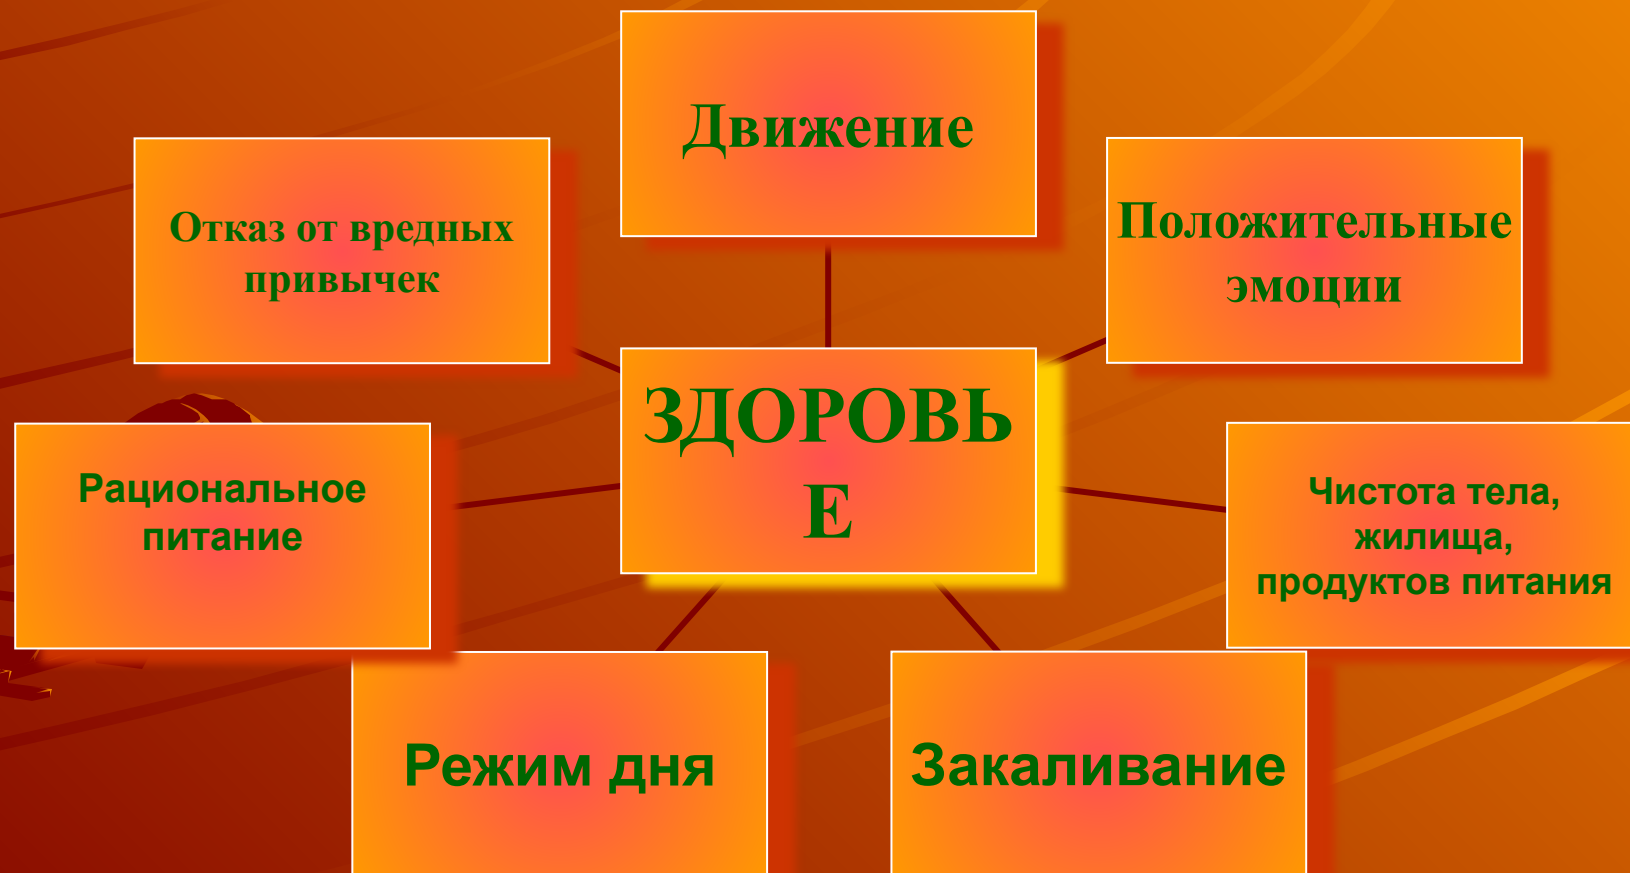 Движение
Отказ от вредных
привычек
Положительные
эмоции
ЗДОРОВЬ
Е
Рациональное
питание
Чистота тела,
жилища,
продуктов питания
Режим дня
Закаливание